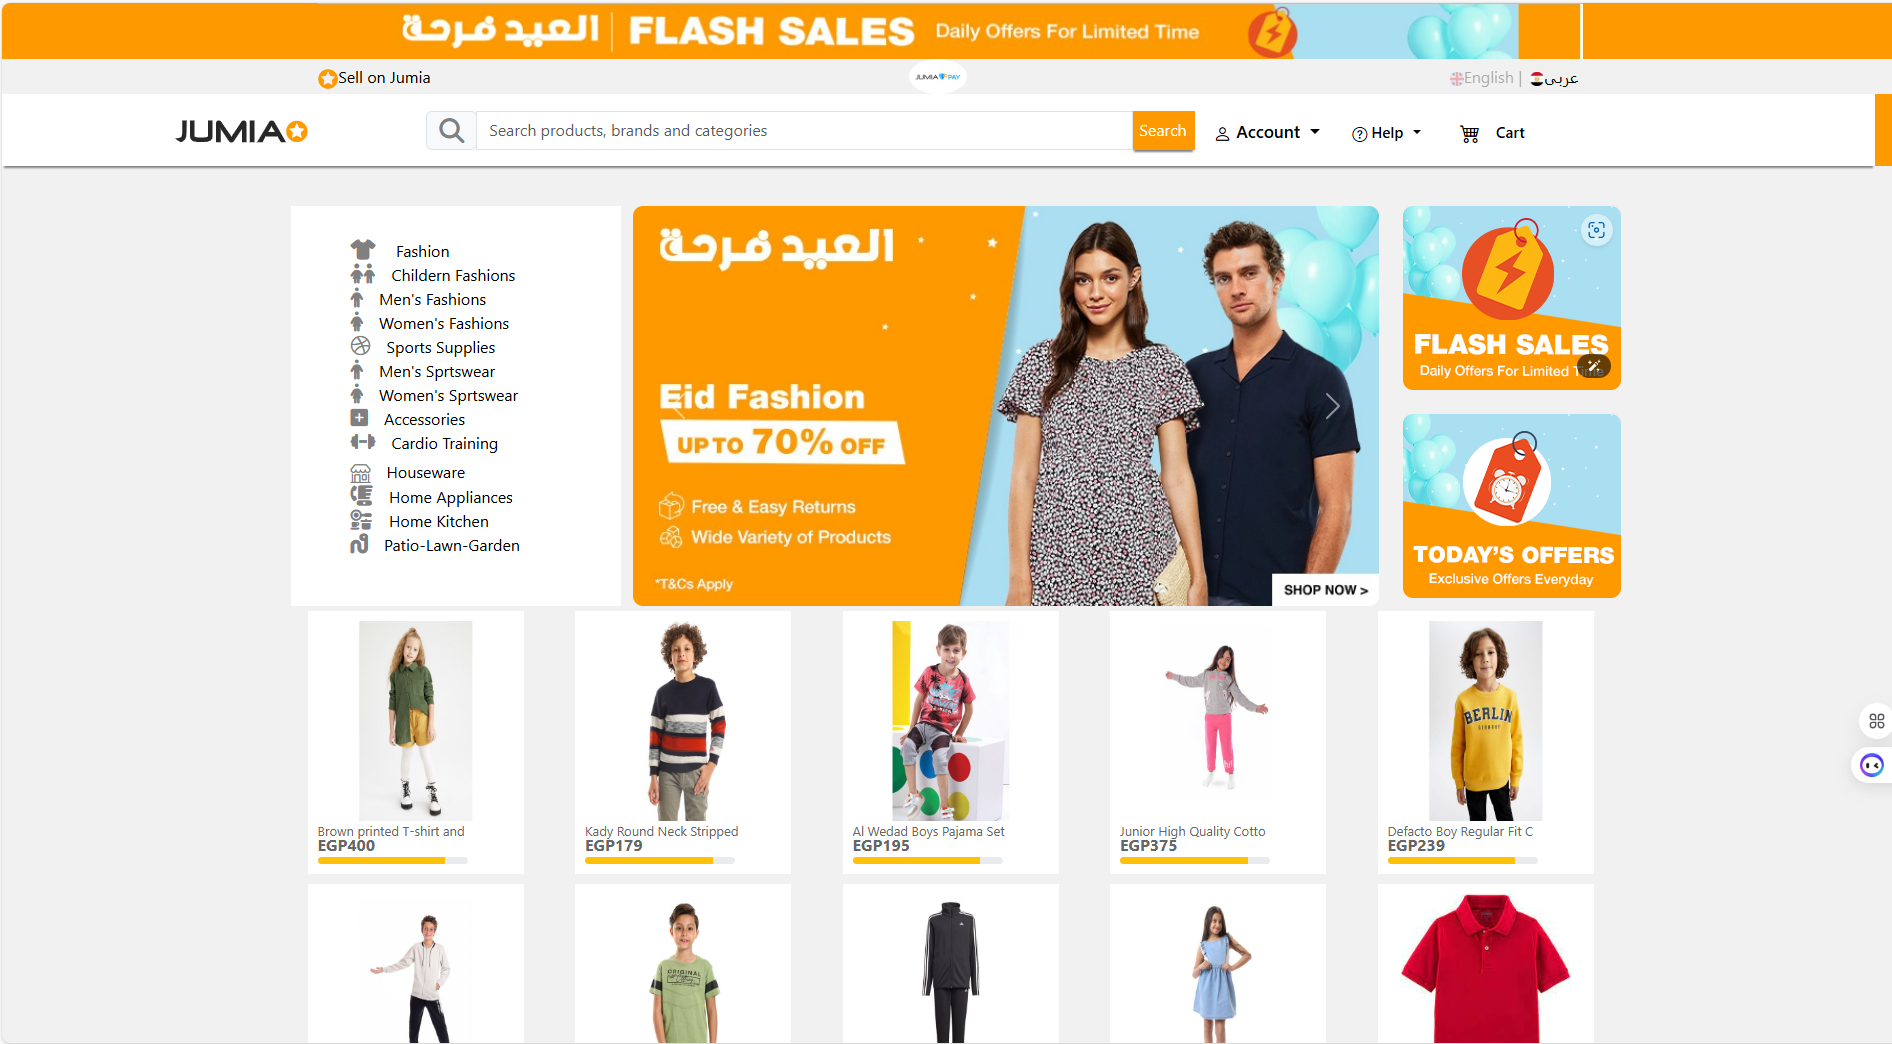 العيد فرحة FLASH SALES Daily Offers For Limited Time
Sell on Jumia
JUMIA PAY
English | عربى
JUMIA
Search products, brands and categories
Search
Account
Help
Cart
Fashion
Childern Fashions
Men's Fashions
Women's Fashions
Sports Supplies
Men's Sprtswear
Women's Sprtswear
Accessories
Cardio Training
Houseware
Home Appliances
Home Kitchen
Patio-Lawn-Garden
العيد فرحة
Eid Fashion
UP TO 70% OFF
Free & Easy Returns
Wide Variety of Products
*T&Cs Apply
SHOP NOW >
FLASH SALES
Daily Offers For Limited Time
TODAY'S OFFERS
Exclusive Offers Everyday
BERLIN
Brown printed T-shirt and
EGP400
Kady Round Neck Stripped
EGP179
Al Wedad Boys Pajama Set
EGP195
Junior High Quality Cotto
EGP375
Defacto Boy Regular Fit C
EGP239
ORIGINAL